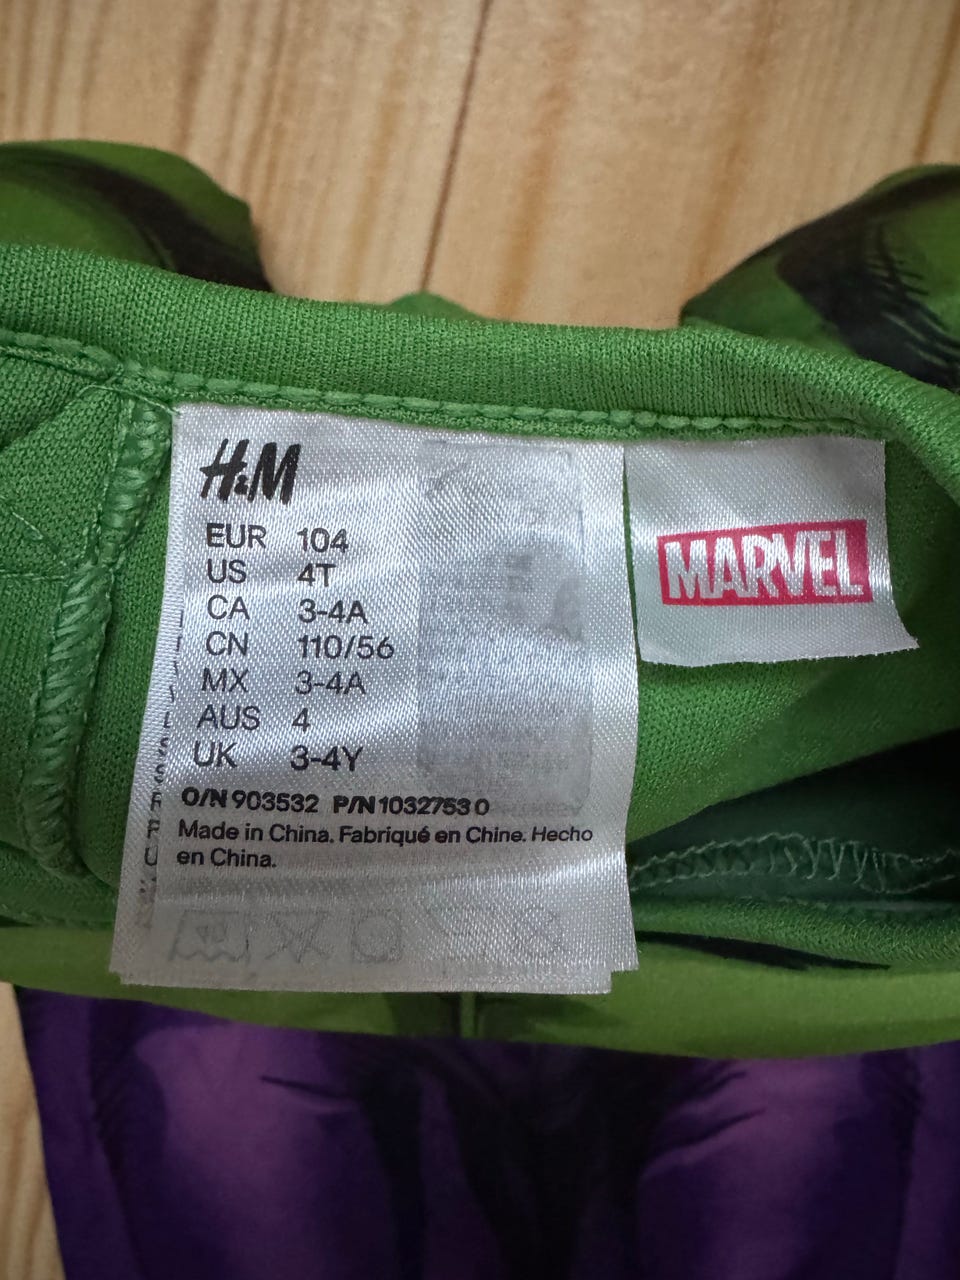 H&M
EUR 104
US 4T
CA 3-4A
CN 110/56
MX 3-4A
AUS 4
UK 3-4Y
O/N 903532 P/N 1032753 0
Made in China. Fabriqué en Chine. Hecho
en China.
MARVEL